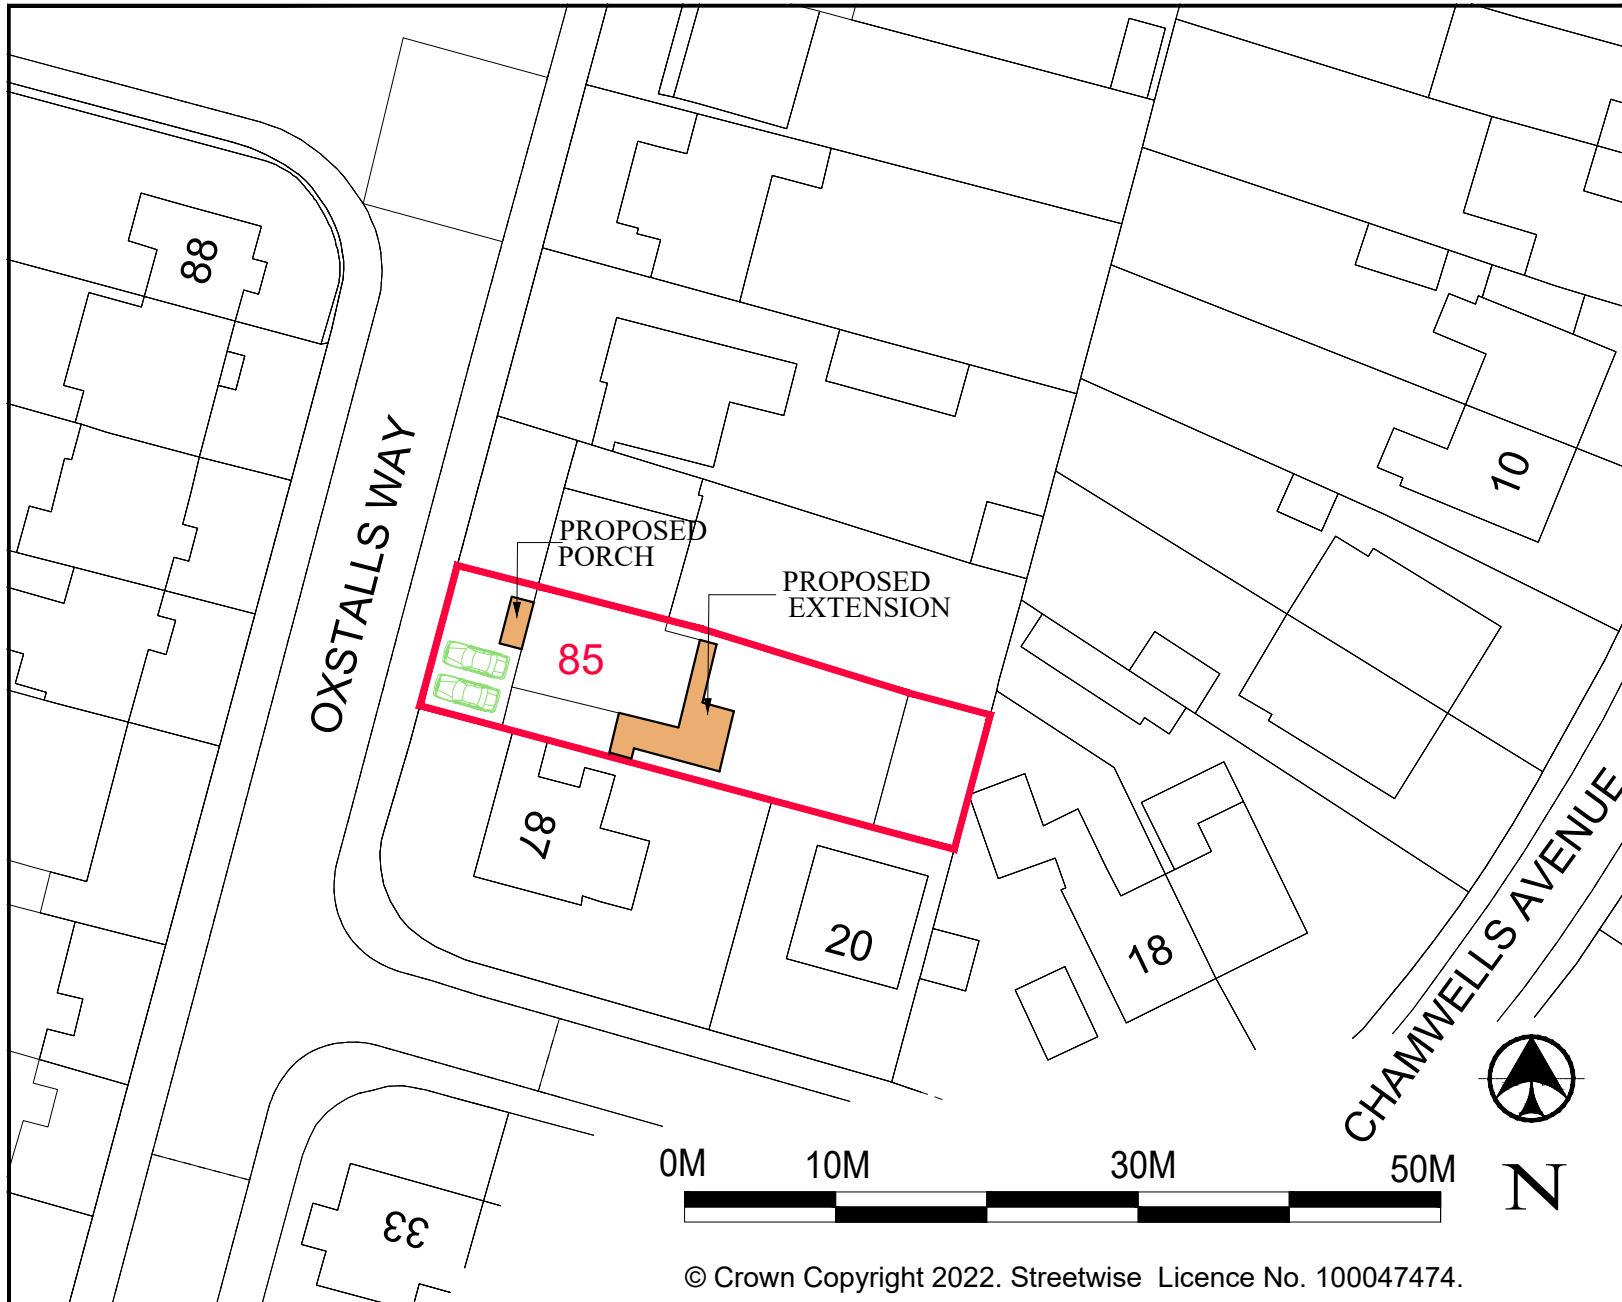 88
OXSTALLS WAY
10
PROPOSED
PORCH
PROPOSED
EXTENSION
85
87
20
18
CHAMWELLS AVENUE
33
0M 10M 30M 50M
N
© Crown Copyright 2022. Streetwise Licence No. 100047474.